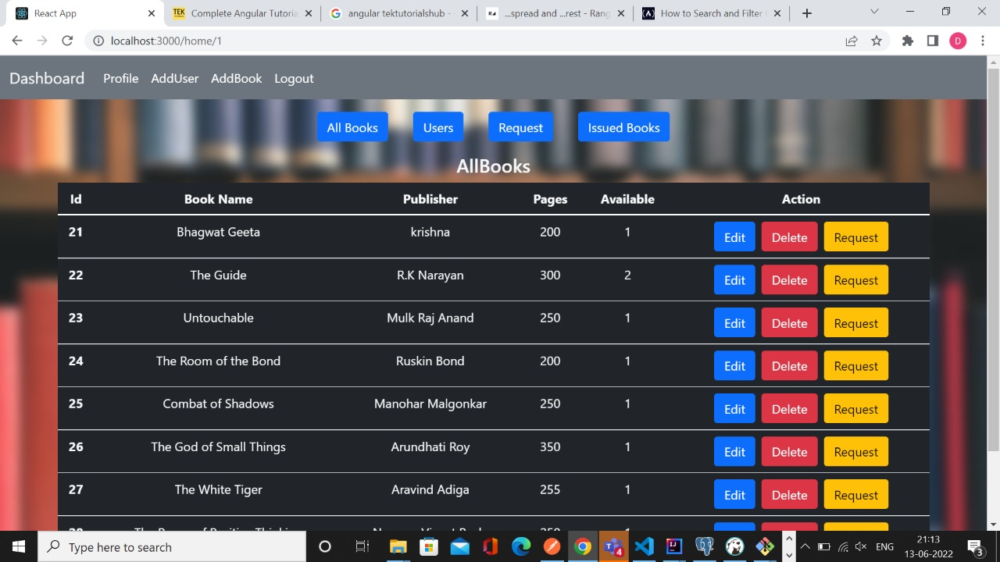 React App
Complete Angular Tutoria
angular tektutorialshub -
...spread and ...rest - Rang
How to Search and Filter
localhost:3000/home/1
D
Dashboard Profile AddUser AddBook Logout
All Books Users Request Issued Books
AllBooks
Id Book Name Publisher Pages Available Action
21 Bhagwat Geeta krishna 200 1 Edit Delete Request
22 The Guide R.K Narayan 300 2 Edit Delete Request
23 Untouchable Mulk Raj Anand 250 1 Edit Delete Request
24 The Room of the Bond Ruskin Bond 200 1 Edit Delete Request
25 Combat of Shadows Manohar Malgonkar 250 1 Edit Delete Request
26 The God of Small Things Arundhati Roy 350 1 Edit Delete Request
27 The White Tiger Aravind Adiga 255 1 Edit Delete Request
Type here to search
ENG
21:13
13-06-2022